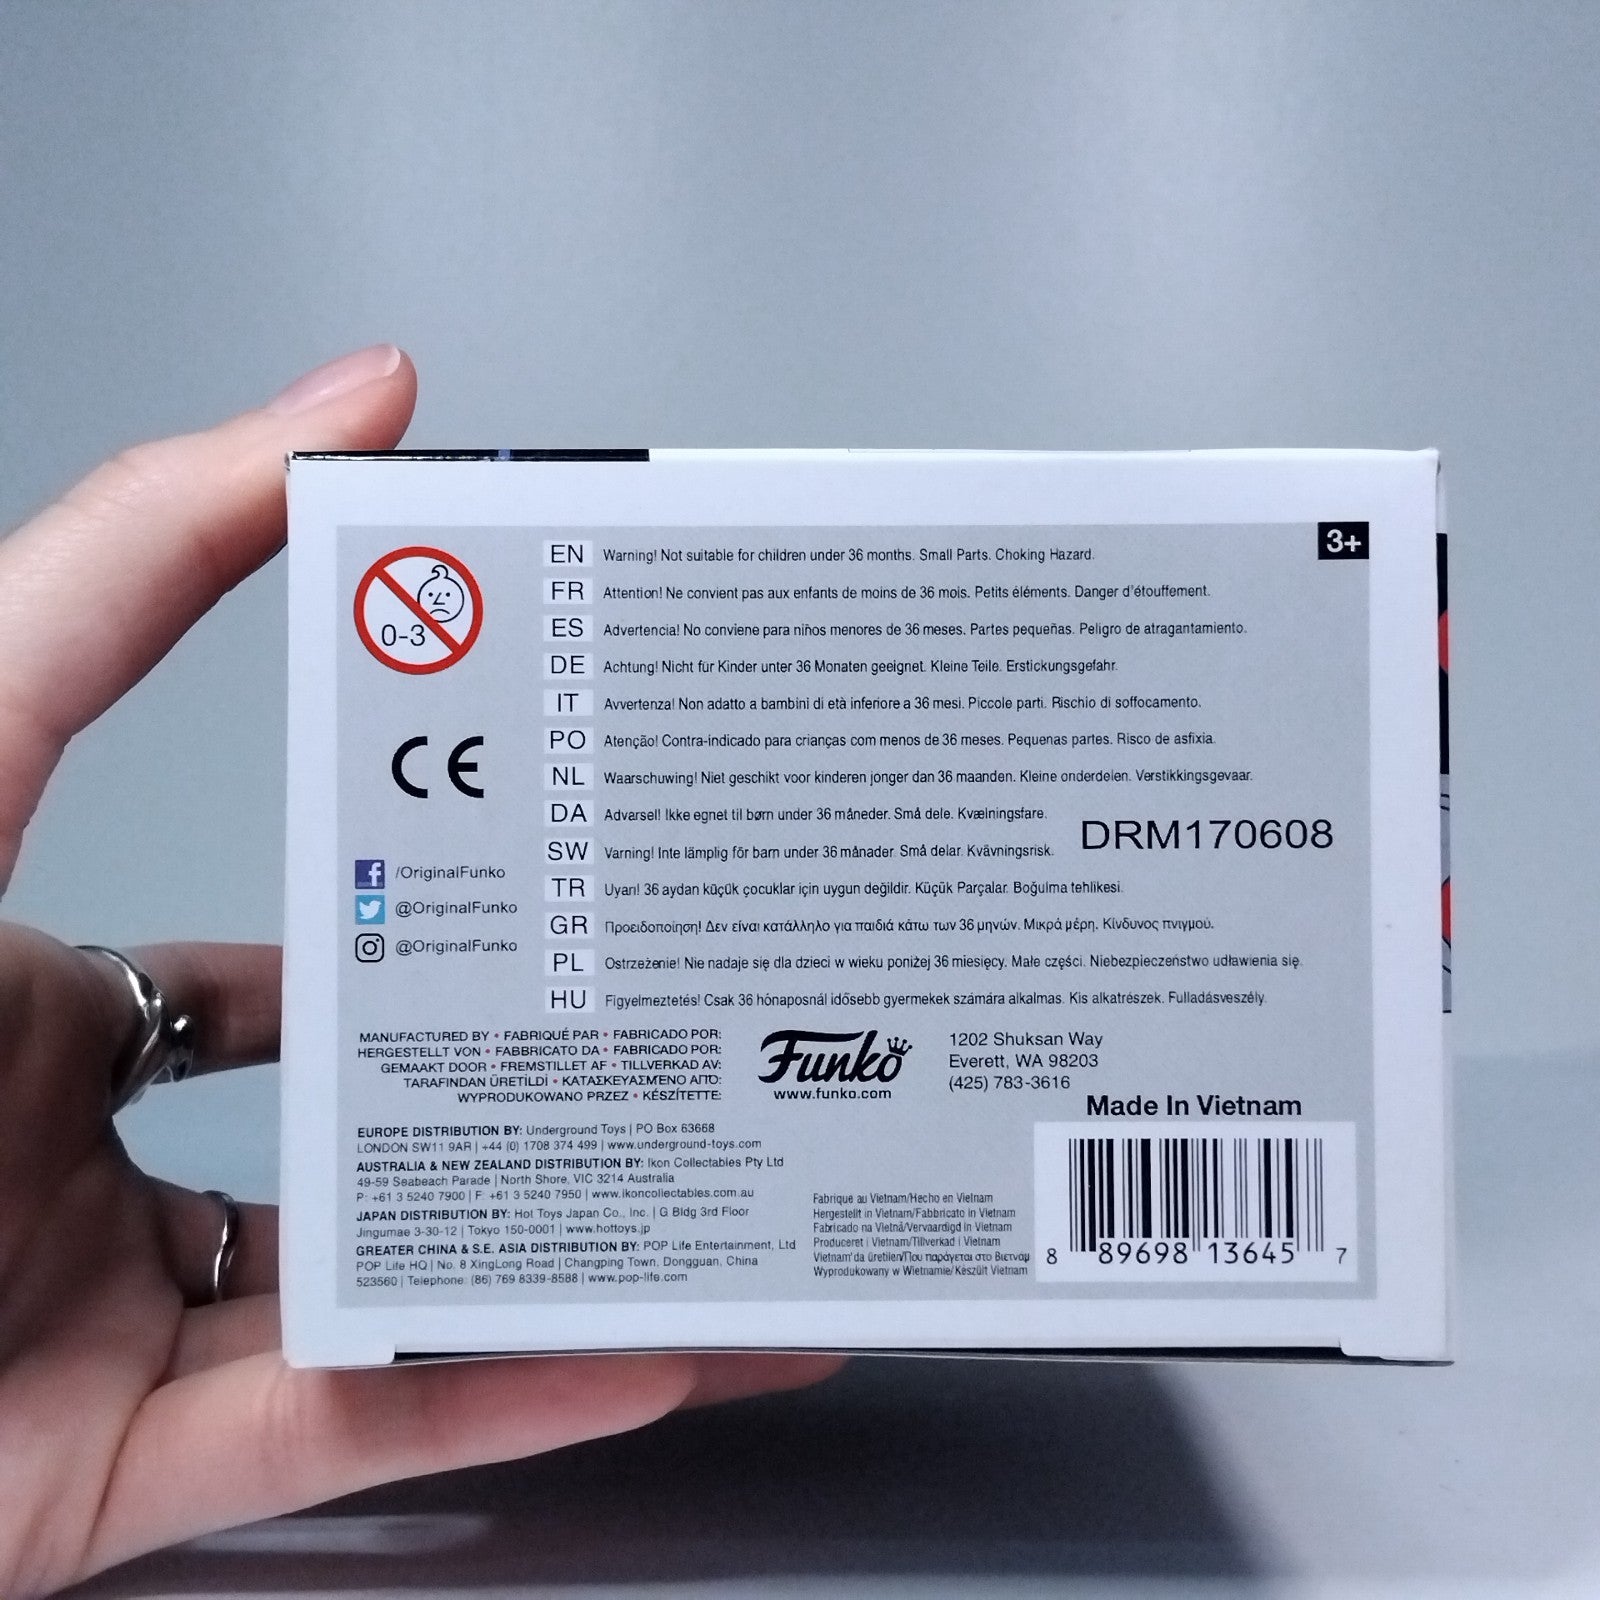 3+
0-3
EN Warning! Not suitable for children under 36 months. Small Parts. Choking Hazard.
FR Attention! Ne convient pas aux enfants de moins de 36 mois. Petits éléments. Danger d'étouffement.
ES Advertencia! No conviene para niños menores de 36 meses. Partes pequeñas. Peligro de atragantamiento.
DE Achtung! Nicht für Kinder unter 36 Monaten geeignet. Kleine Teile. Erstickungsgefahr.
IT Avvertenza! Non adatto a bambini di età inferiore a 36 mesi. Piccole parti. Rischio di soffocamento.
PO Atenção! Contra-indicado para crianças com menos de 36 meses. Pequenas partes. Risco de asfixia.
NL Waarschuwing! Niet geschikt voor kinderen jonger dan 36 maanden. Kleine onderdelen. Verstikkingsgevaar.
DA Advarsel! Ikke egnet til børn under 36 måneder. Små dele. Kvælningsfare.
SW Varning! Inte lämplig för barn under 36 månader. Små delar. Kvävningsrisk.
TR Uyarı! 36 aydan küçük çocuklar için uygun değildir. Küçük Parçalar. Boğulma tehlikesi.
GR Προειδοποίηση! Δεν είναι κατάλληλο για παιδιά κάτω των 36 μηνών. Μικρά μέρη. Κίνδυνος πνιγμού.
PL Ostrzeżenie! Nie nadaje się dla dzieci w wieku poniżej 36 miesięcy. Małe części. Niebezpieczeństwo udławienia się.
HU Figyelmeztetés! Csak 36 hónaposnál idősebb gyermekek számára alkalmas. Kis alkatrészek. Fulladásveszély.
DRM170608
CE
/OriginalFunko
@OriginalFunko
@OriginalFunko
MANUFACTURED BY • FABRIQUÉ PAR • FABRICADO POR:
HERGESTELLT VON • FABBRICATO DA • FABRICADO POR:
GEMAAKT DOOR • FREMSTILLET AF • TILLVERKAD AV:
TARAFINDAN ÜRETİLDİ • ΚΑΤΑΣΚΕΥΑΣΜΈΝΟ ΑΠΌ:
WYPRODUKOWANO PRZEZ • KÉSZÍTETTE:
Funko
www.funko.com
1202 Shuksan Way
Everett, WA 98203
(425) 783-3616
Made In Vietnam
EUROPE DISTRIBUTION BY: Underground Toys | PO Box 63668
LONDON SW11 9AR | +44 (0) 1708 374 499 | www.underground-toys.com
AUSTRALIA & NEW ZEALAND DISTRIBUTION BY: Ikon Collectables Pty Ltd
49-59 Seabeach Parade | North Shore, VIC 3214 Australia
P: +61 3 5240 7900 | F: +61 3 5240 7950 | www.ikoncollectables.com.au
JAPAN DISTRIBUTION BY: Hot Toys Japan Co., Inc. | G Bldg 3rd Floor
Jingumae 3-30-12 | Tokyo 150-0001 | www.hottoys.jp
GREATER CHINA & S.E. ASIA DISTRIBUTION BY: POP Life Entertainment, Ltd
POP Life HQ | No. 8 XingLong Road | Changping Town, Dongguan, China
523560 | Telephone: (86) 769 8339-8588 | www.pop-life.com
Fabrique au Vietnam/Hecho en Vietnam
Hergestellt in Vietnam/Fabbricato in Vietnam
Fabricado na Vietnã/Vervaardigd in Vietnam
Produceret i Vietnam/Tillverkad i Vietnam
Vietnam'da üretilen/Που παράγεται στο Βιετνάμ
Wyprodukowany w Wietnamie/Készült Vietnam
8 89698 13645 7